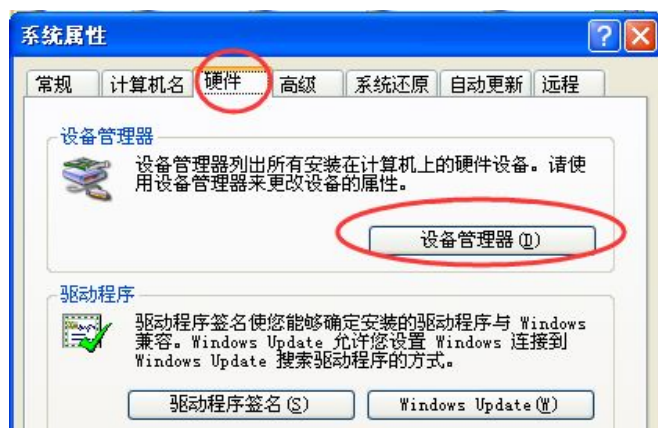 系统属性
常规 计算机名 硬件 高级 系统还原 自动更新 远程
设备管理器
设备管理器列出所有安装在计算机上的硬件设备。请使
用设备管理器来更改设备的属性。
设备管理器(D)
驱动程序
驱动程序签名使您能够确定安装的驱动程序与 Windows
兼容。Windows Update 允许您设置 Windows 连接到
Windows Update 搜索驱动程序的方式。
驱动程序签名(S) Windows Update(W)